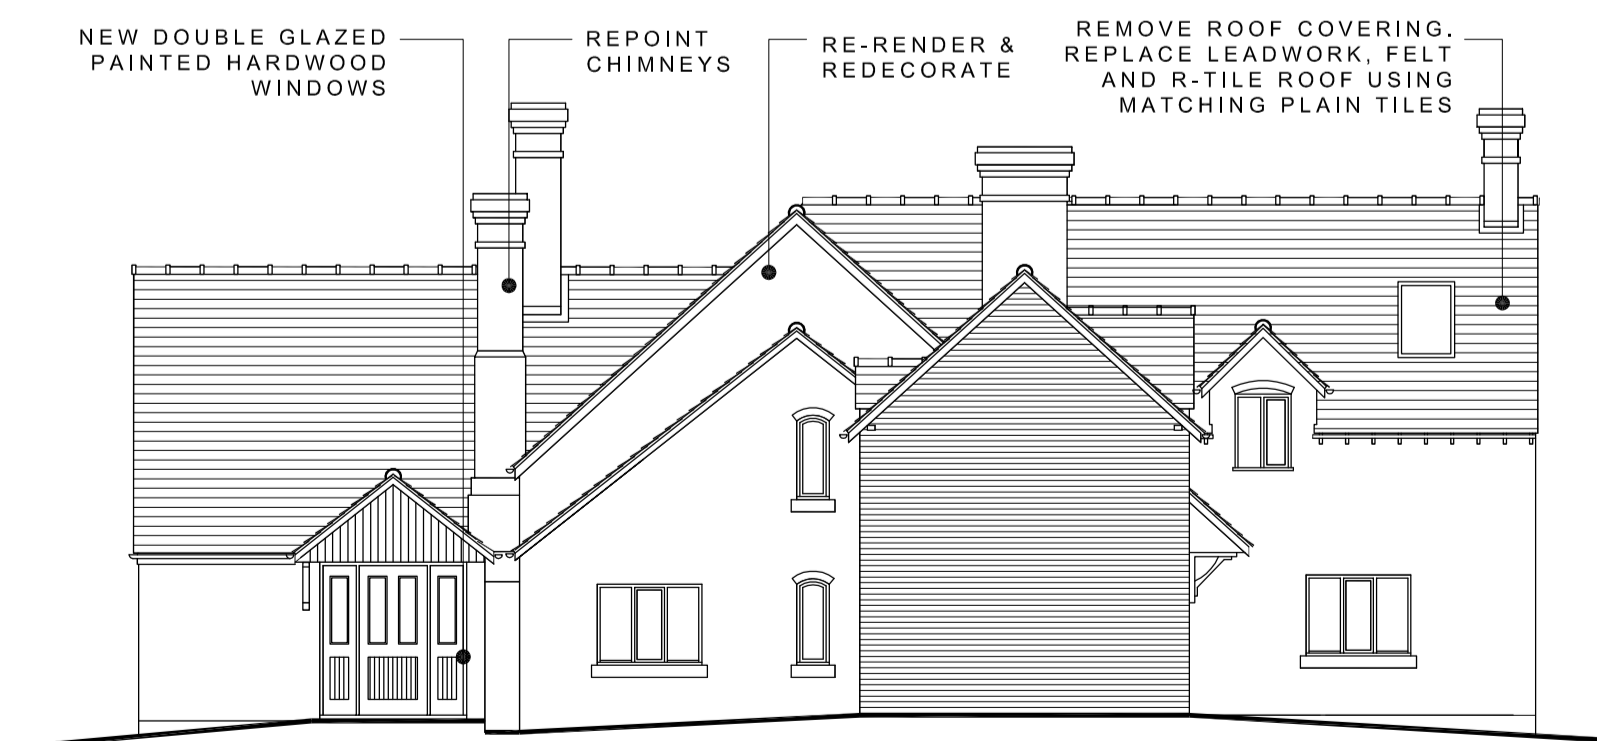 NEW DOUBLE GLAZED
PAINTED HARDWOOD
WINDOWS
REPOINT
CHIMNEYS
RE-RENDER &
REDECORATE
REMOVE ROOF COVERING.
REPLACE LEADWORK, FELT
AND R-TILE ROOF USING
MATCHING PLAIN TILES